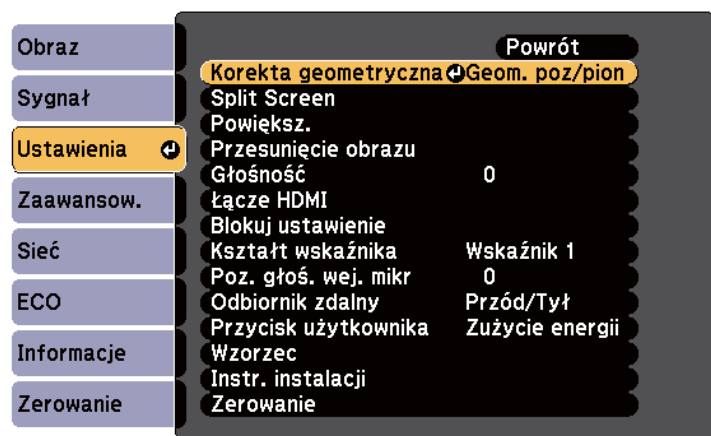 Obraz
Sygnał
Ustawienia
Zaawansow.
Sieć
ECO
Informacje
Zerowanie
Powrót
Korekta geometryczna Geom. poz/pion
Split Screen
Powiększ.
Przesunięcie obrazu
Głośność 0
Łącze HDMI
Blokuj ustawienie
Kształt wskaźnika Wskaźnik 1
Poz. głoś. wej. mikr 0
Odbiornik zdalny Przód/Tył
Przycisk użytkownika Zużycie energii
Wzorzec
Instr. instalacji
Zerowanie